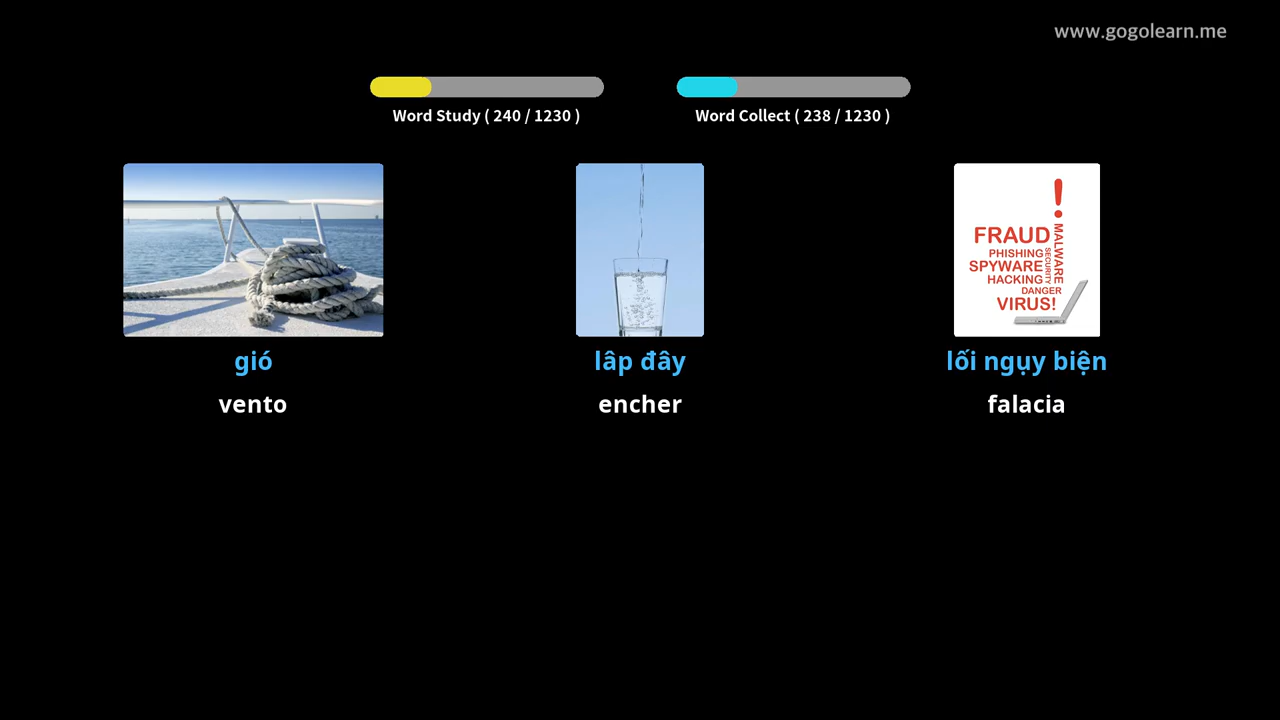 www.gogolearn.me
Word Study ( 240 / 1230 )
Word Collect ( 238 / 1230 )
!
FRAUD
PHISHING
SPYWARE
HACKING
DANGER
VIRUS!
MALWARE
SECURITY
gió
lâp đây
lối ngụy biện
vento
encher
falacia